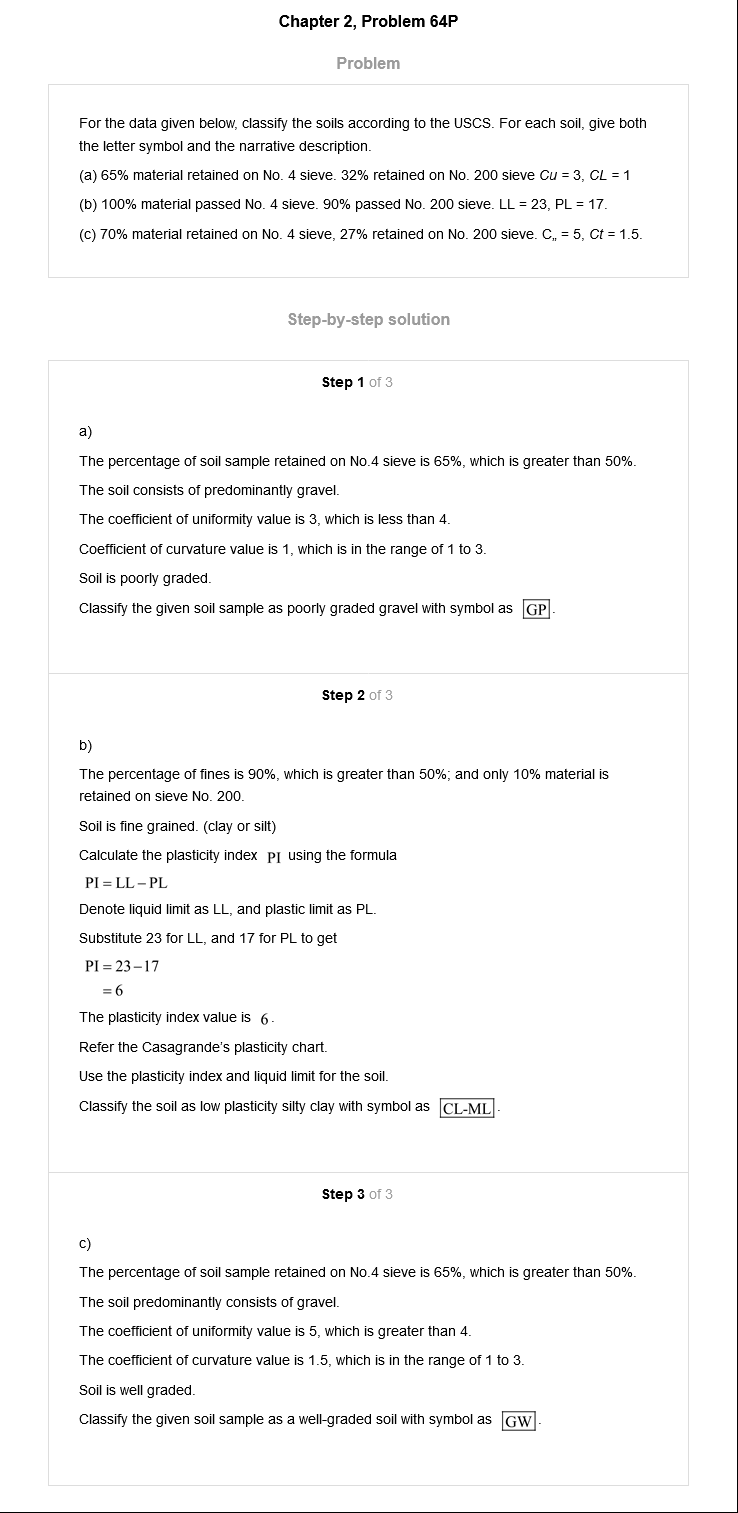 Chapter 2, Problem 64P
Problem
For the data given below, classify the soils according to the USCS. For each soil, give both
the letter symbol and the narrative description.
(a) 65% material retained on No. 4 sieve. 32% retained on No. 200 sieve Cu = 3, CL = 1
(b) 100% material passed No. 4 sieve. 90% passed No. 200 sieve. LL = 23, PL = 17.
(c) 70% material retained on No. 4 sieve, 27% retained on No. 200 sieve. C„ = 5, Ct = 1.5.
Step-by-step solution
Step 1 of 3
a)
The percentage of soil sample retained on No.4 sieve is 65%, which is greater than 50%.
The soil consists of predominantly gravel.
The coefficient of uniformity value is 3, which is less than 4.
Coefficient of curvature value is 1, which is in the range of 1 to 3.
Soil is poorly graded.
Classify the given soil sample as poorly graded gravel with symbol as GP.
Step 2 of 3
b)
The percentage of fines is 90%, which is greater than 50%; and only 10% material is
retained on sieve No. 200.
Soil is fine grained. (clay or silt)
Calculate the plasticity index PI using the formula
PI = LL – PL
Denote liquid limit as LL, and plastic limit as PL.
Substitute 23 for LL, and 17 for PL to get
PI = 23 – 17
= 6
The plasticity index value is 6.
Refer the Casagrande's plasticity chart.
Use the plasticity index and liquid limit for the soil.
Classify the soil as low plasticity silty clay with symbol as CL-ML.
Step 3 of 3
c)
The percentage of soil sample retained on No.4 sieve is 65%, which is greater than 50%.
The soil predominantly consists of gravel.
The coefficient of uniformity value is 5, which is greater than 4.
The coefficient of curvature value is 1.5, which is in the range of 1 to 3.
Soil is well graded.
Classify the given soil sample as a well-graded soil with symbol as GW.